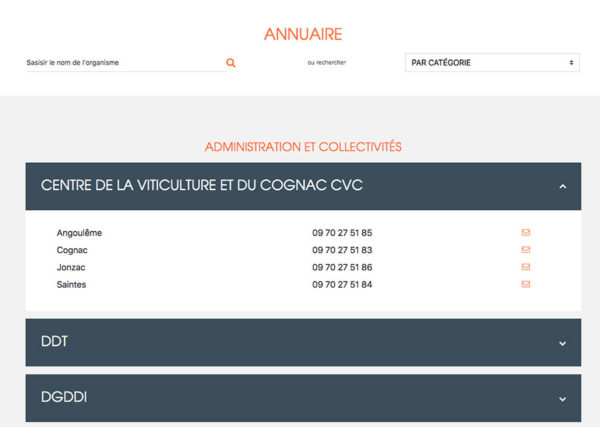 ANNUAIRE
Sasisir le nom de l'organisme
ou rechercher
PAR CATÉGORIE
ADMINISTRATION ET COLLECTIVITÉS
CENTRE DE LA VITICULTURE ET DU COGNAC CVC
Angoulême 09 70 27 51 85
Cognac 09 70 27 51 83
Jonzac 09 70 27 51 86
Saintes 09 70 27 51 84
DDT
DGDDI